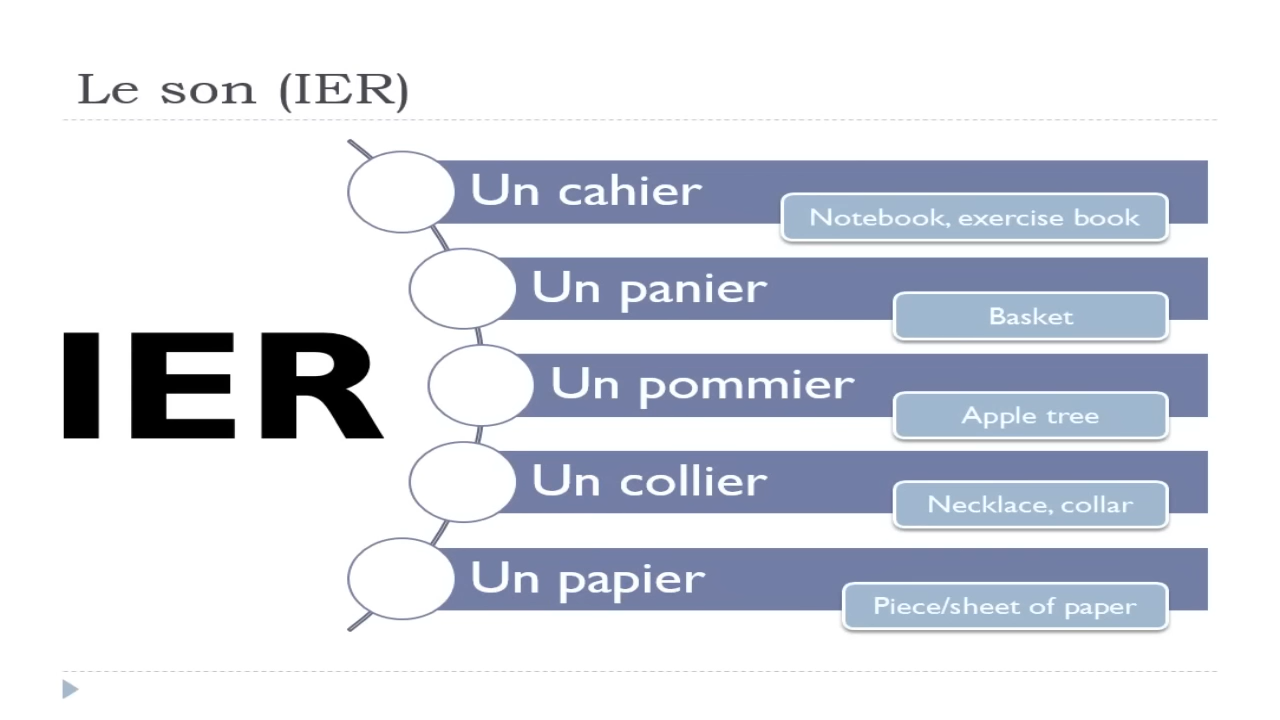 Le son (IER)
Un cahier
Notebook, exercise book
Un panier
Basket
IER
Un pommier
Apple tree
Un collier
Necklace, collar
Un papier
Piece/sheet of paper